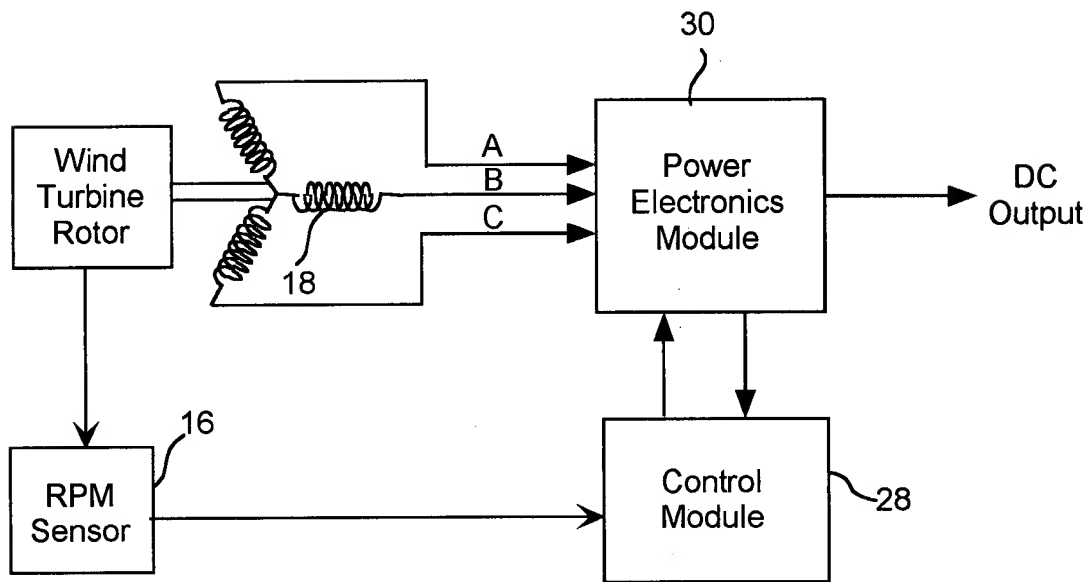 30
Wind
Turbine
Rotor
A
B
C
18
Power
Electronics
Module
DC
Output
16
RPM
Sensor
Control
Module
28